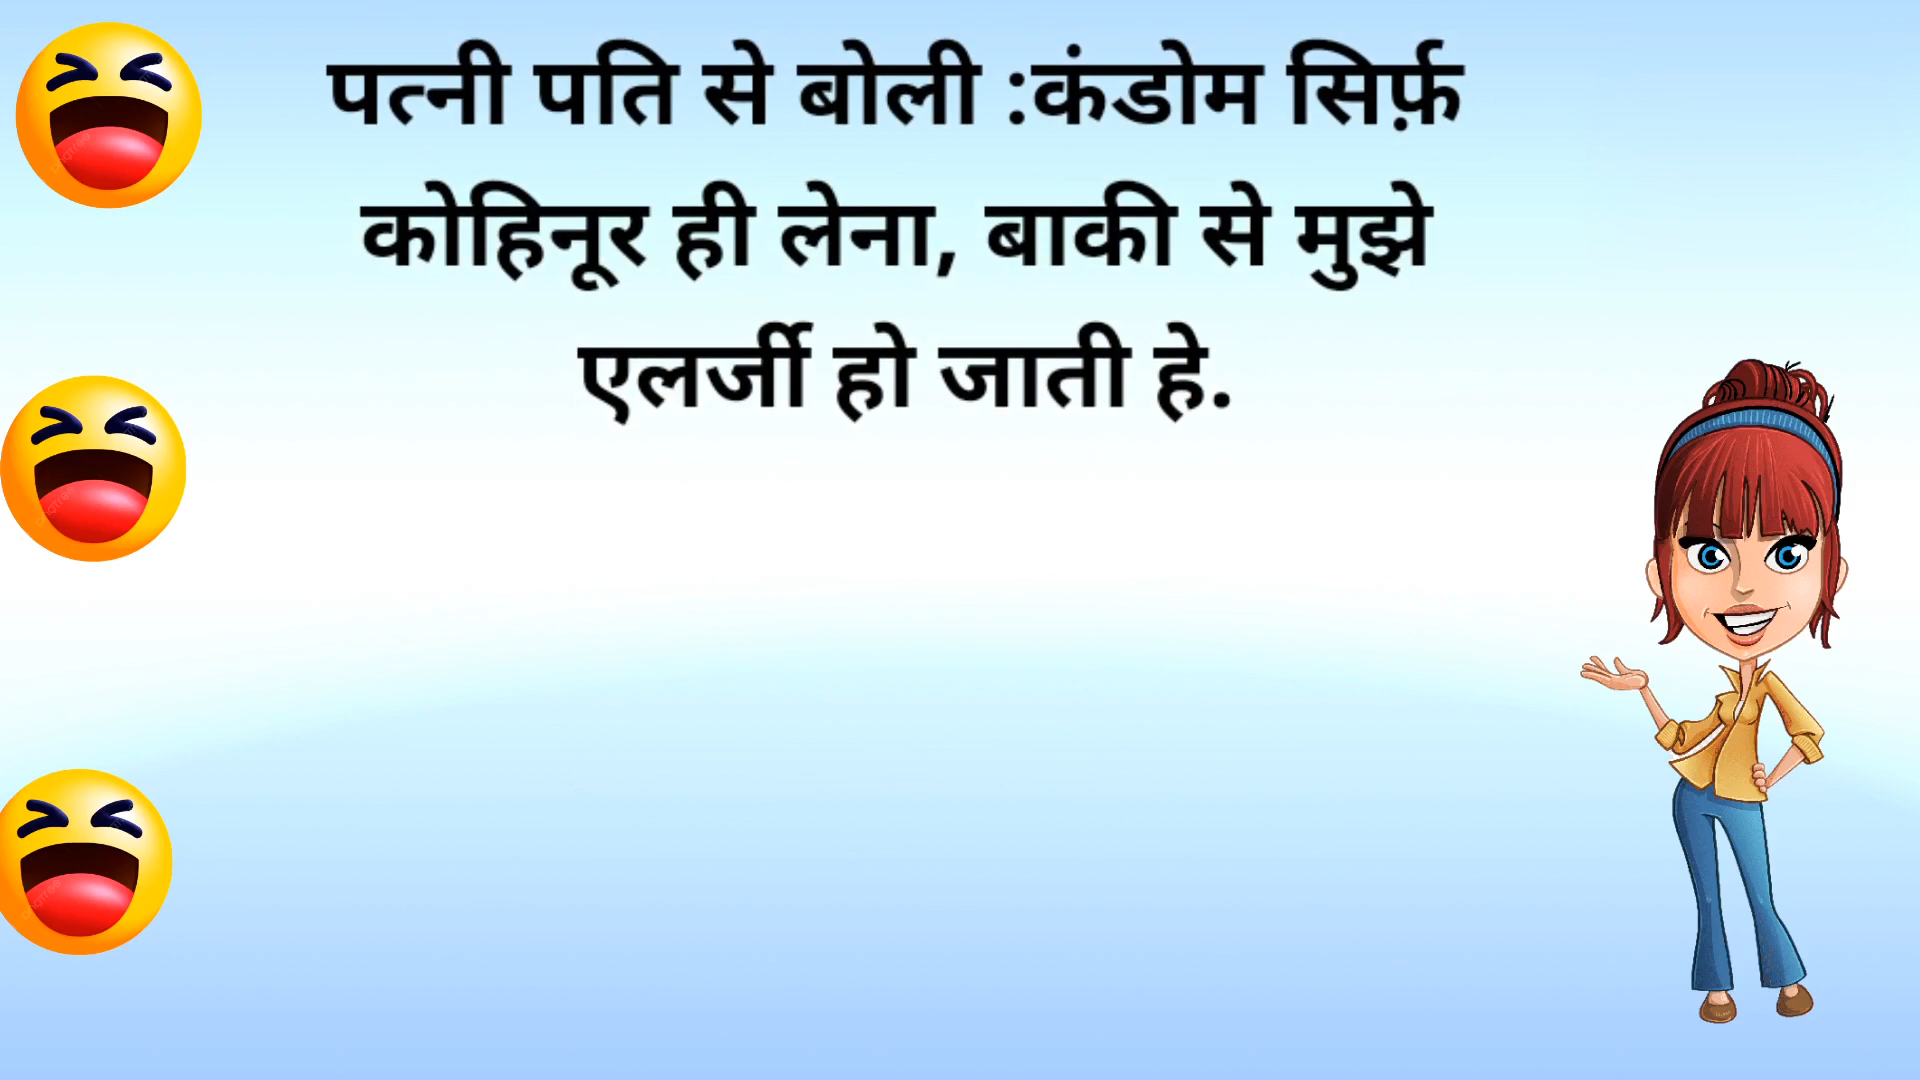 पत्नी पति से बोली :कंडोम सिर्फ़
कोहिनूर ही लेना, बाकी से मुझे
एलर्जी हो जाती हे.